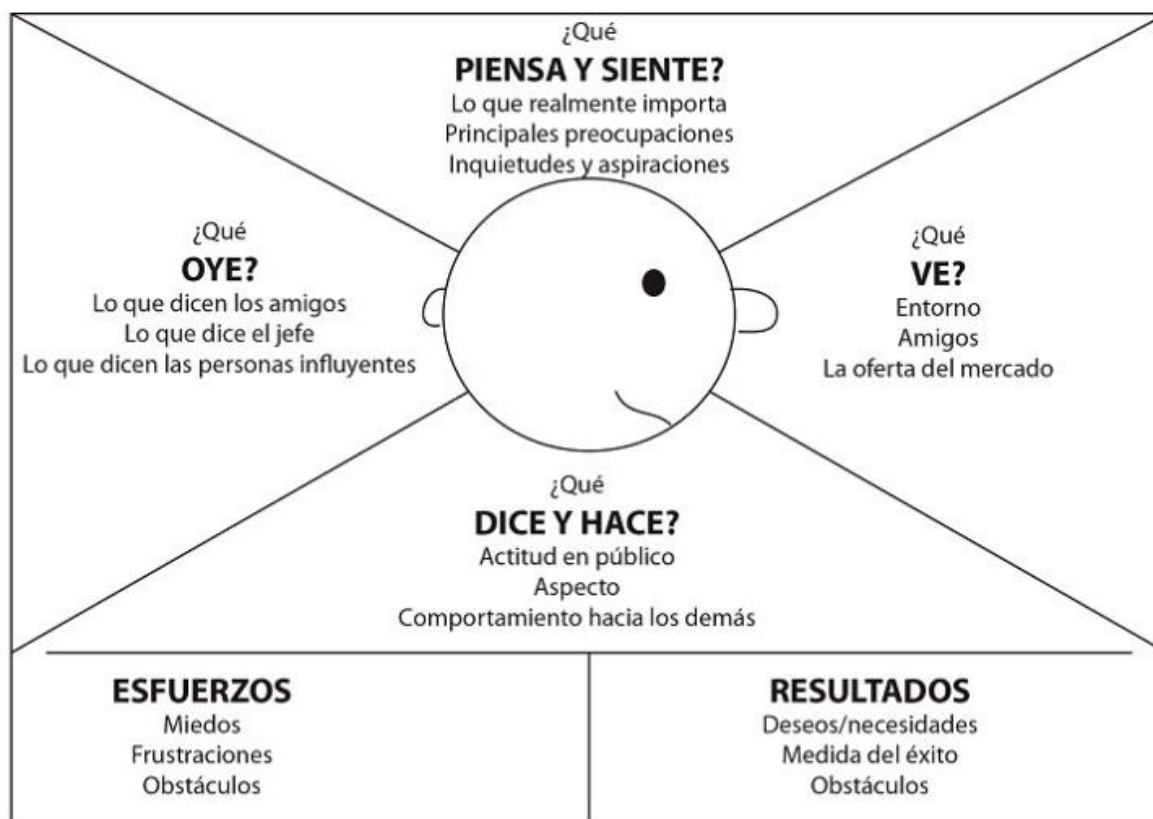 ¿Qué
PIENSA Y SIENTE?
Lo que realmente importa
Principales preocupaciones
Inquietudes y aspiraciones
¿Qué
OYE?
Lo que dicen los amigos
Lo que dice el jefe
Lo que dicen las personas influyentes
¿Qué
VE?
Entorno
Amigos
La oferta del mercado
¿Qué
DICE Y HACE?
Actitud en público
Aspecto
Comportamiento hacia los demás
ESFUERZOS
Miedos
Frustraciones
Obstáculos
RESULTADOS
Deseos/necesidades
Medida del éxito
Obstáculos